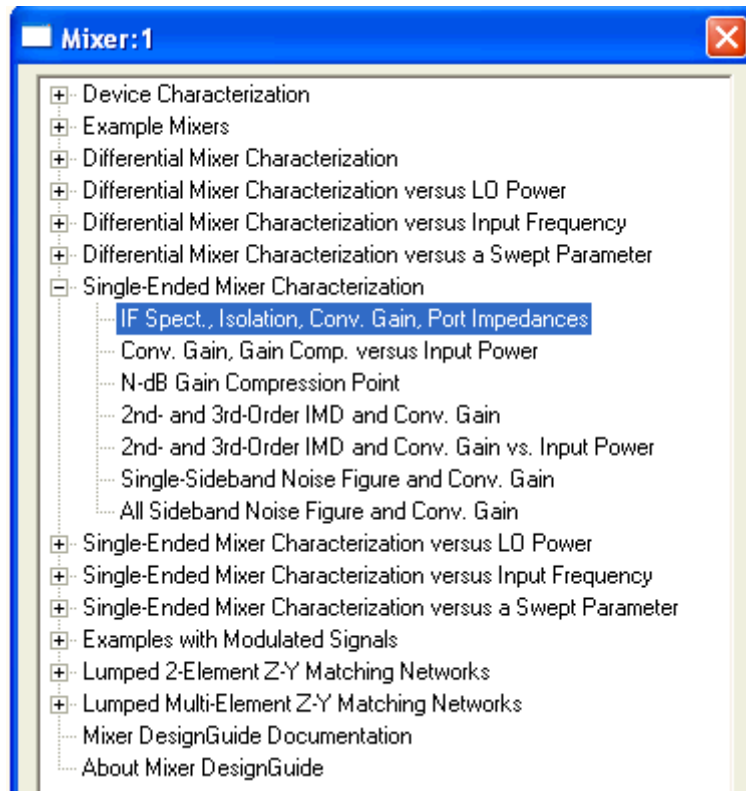 Mixer:1
Device Characterization
Example Mixers
Differential Mixer Characterization
Differential Mixer Characterization versus LO Power
Differential Mixer Characterization versus Input Frequency
Differential Mixer Characterization versus a Swept Parameter
Single-Ended Mixer Characterization
IF Spect., Isolation, Conv. Gain, Port Impedances
Conv. Gain, Gain Comp. versus Input Power
N-dB Gain Compression Point
2nd- and 3rd-Order IMD and Conv. Gain
2nd- and 3rd-Order IMD and Conv. Gain vs. Input Power
Single-Sideband Noise Figure and Conv. Gain
All Sideband Noise Figure and Conv. Gain
Single-Ended Mixer Characterization versus LO Power
Single-Ended Mixer Characterization versus Input Frequency
Single-Ended Mixer Characterization versus a Swept Parameter
Examples with Modulated Signals
Lumped 2-Element Z-Y Matching Networks
Lumped Multi-Element Z-Y Matching Networks
Mixer DesignGuide Documentation
About Mixer DesignGuide